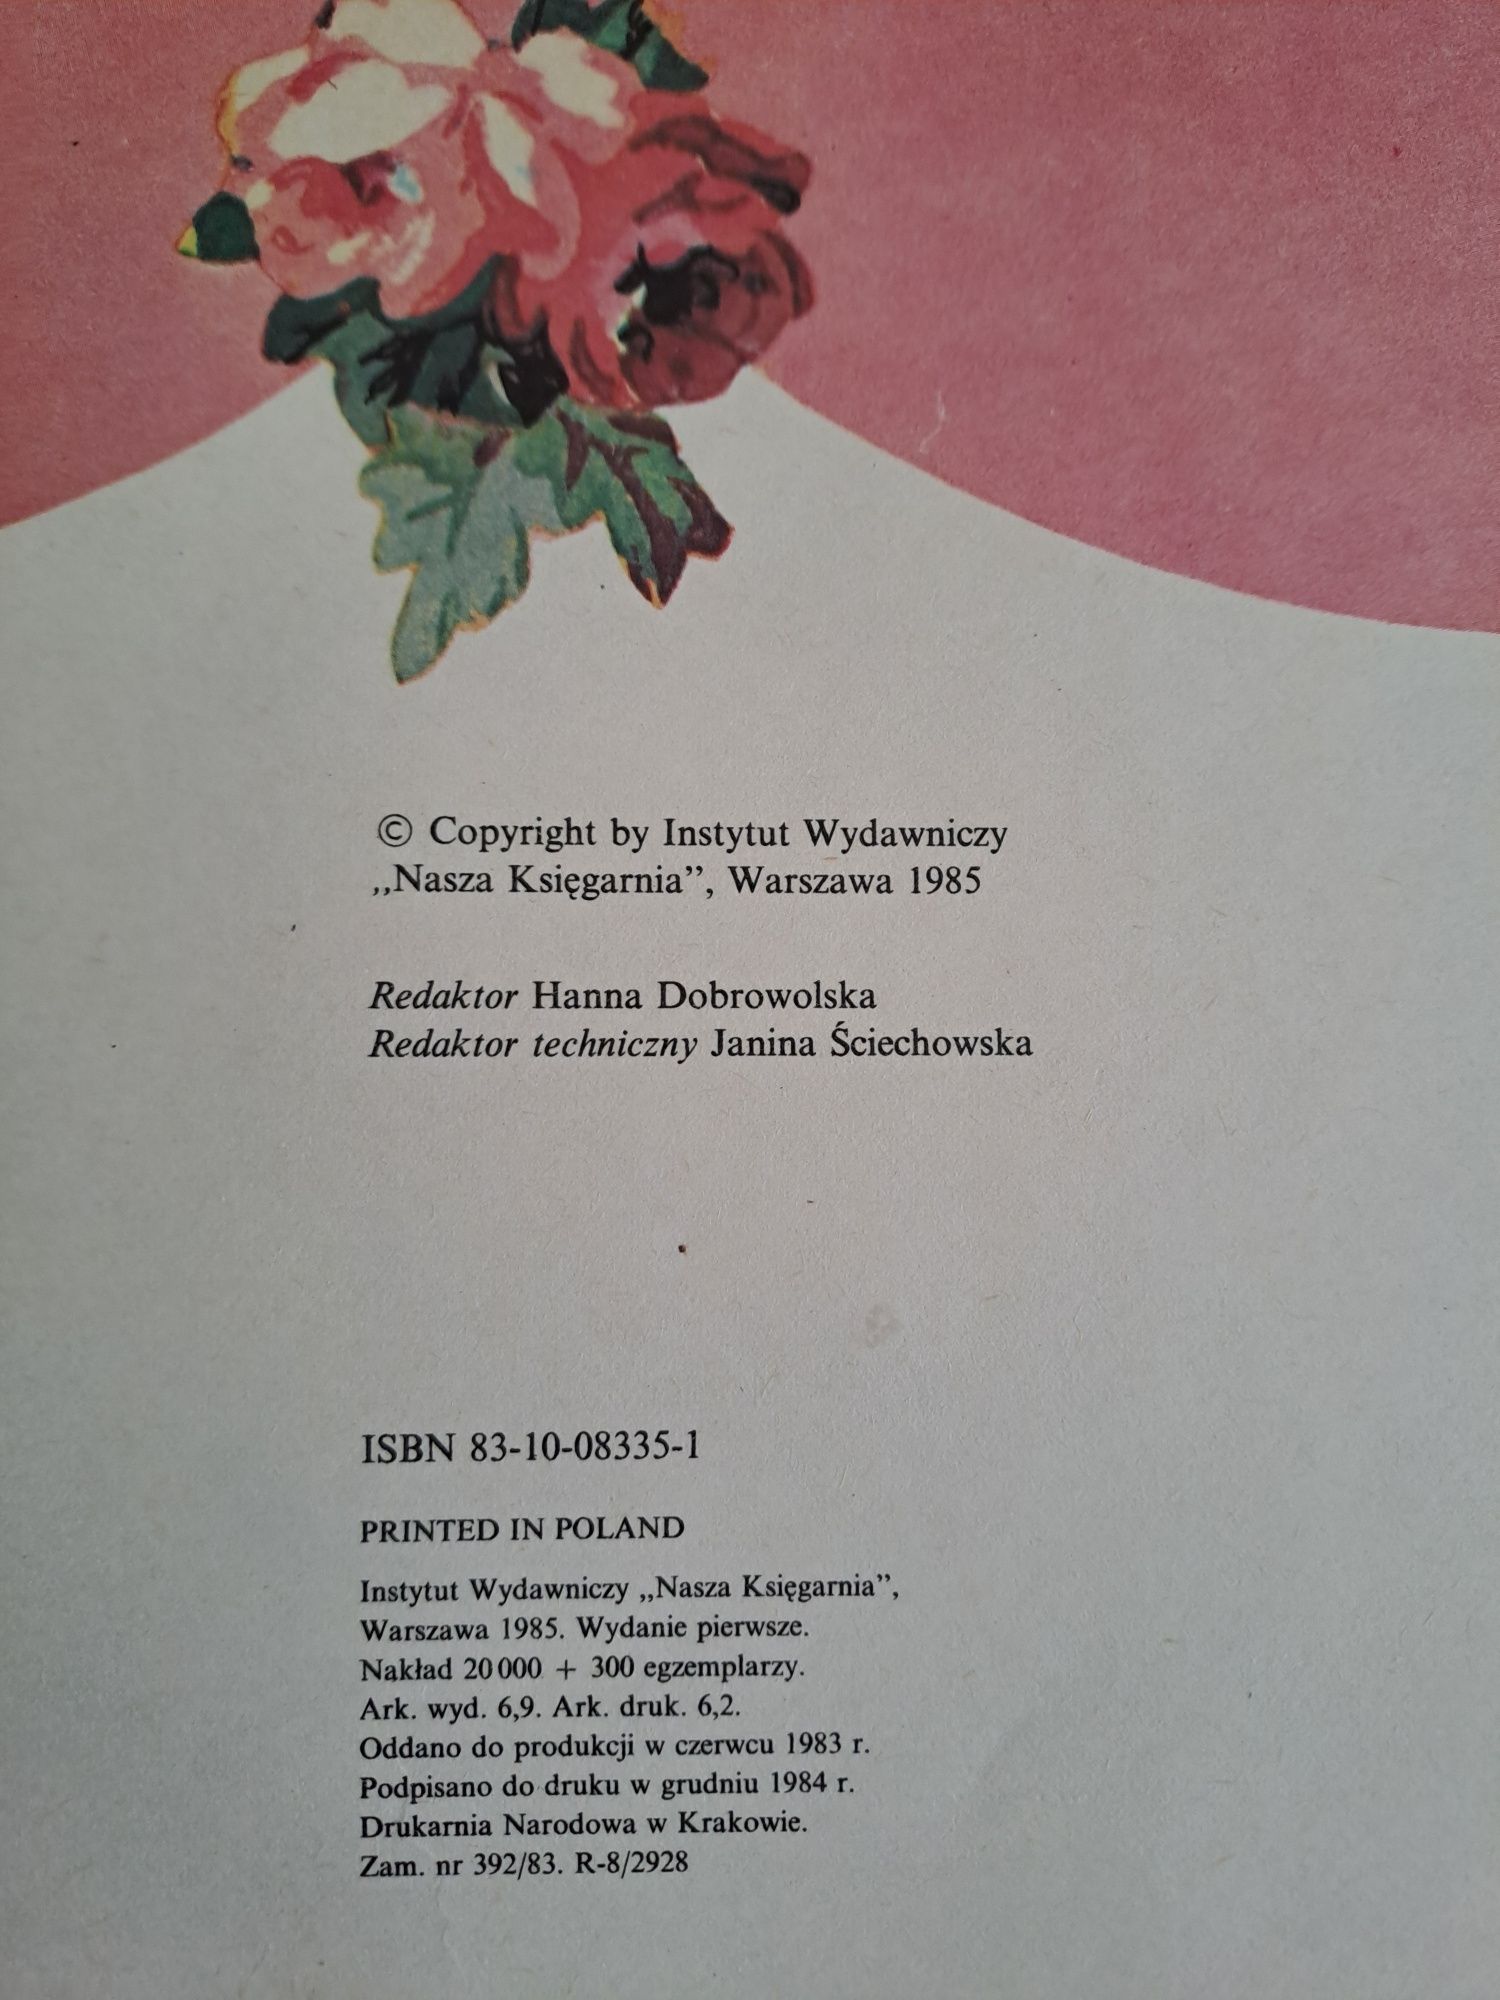 © Copyright by Instytut Wydawniczy
„Nasza Księgarnia”, Warszawa 1985
Redaktor Hanna Dobrowolska
Redaktor techniczny Janina Ściechowska
ISBN 83-10-08335-1
PRINTED IN POLAND
Instytut Wydawniczy „Nasza Księgarnia”,
Warszawa 1985. Wydanie pierwsze.
Nakład 20 000 + 300 egzemplarzy.
Ark. wyd. 6,9. Ark. druk. 6,2.
Oddano do produkcji w czerwcu 1983 r.
Podpisano do druku w grudniu 1984 r.
Drukarnia Narodowa w Krakowie.
Zam. nr 392/83. R-8/2928